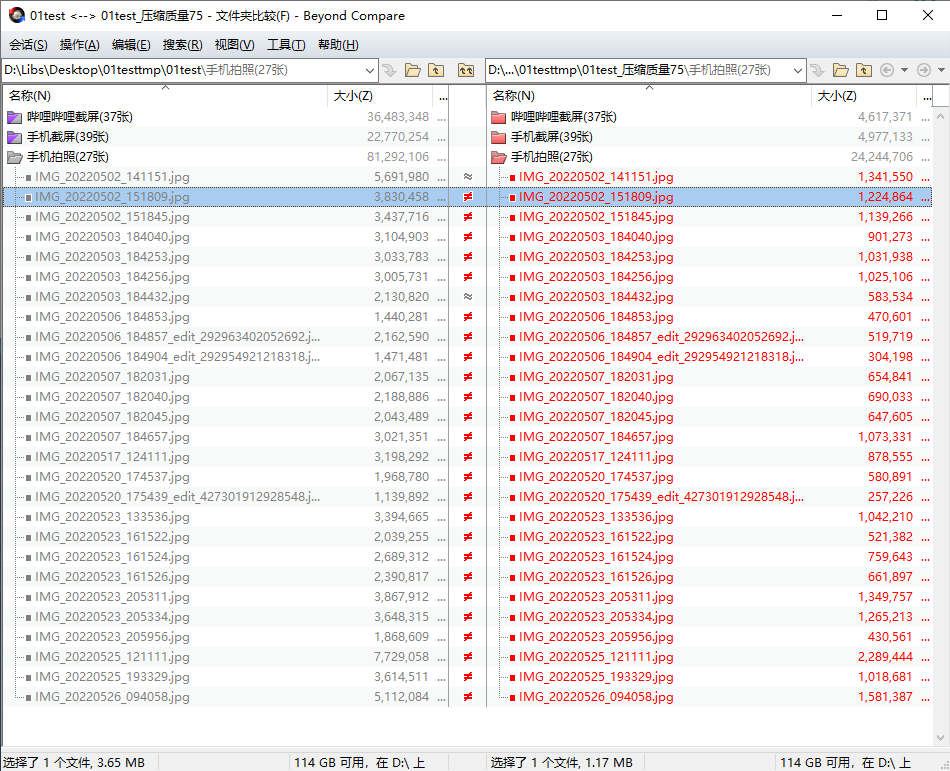 01test <--> 01test_压缩质量75 - 文件夹比较(F) - Beyond Compare
会话(S) 操作(A) 编辑(E) 搜索(R) 视图(V) 工具(T) 帮助(H)
D:\Libs\Desktop\01testtmp\01test\手机拍照(27张) D:\...\01testtmp\01test_压缩质量75\手机拍照(27张)
名称(N) 大小(Z) ... 名称(N) 大小(Z) ...
哔哩哔哩截屏(37张) 36,483,348 ... 哔哩哔哩截屏(37张) 4,617,371 ...
手机截屏(39张) 22,770,254 ... 手机截屏(39张) 4,977,133 ...
手机拍照(27张) 81,292,106 ... 手机拍照(27张) 24,244,706 ...
IMG_20220502_141151.jpg 5,691,980 ... ≈ IMG_20220502_141151.jpg 1,341,550 ...
IMG_20220502_151809.jpg 3,830,458 ... ≠ IMG_20220502_151809.jpg 1,224,864 ...
IMG_20220502_151845.jpg 3,437,716 ... ≠ IMG_20220502_151845.jpg 1,139,266 ...
IMG_20220503_184040.jpg 3,104,903 ... ≠ IMG_20220503_184040.jpg 901,273 ...
IMG_20220503_184253.jpg 3,033,783 ... ≠ IMG_20220503_184253.jpg 1,031,938 ...
IMG_20220503_184256.jpg 3,005,731 ... ≠ IMG_20220503_184256.jpg 1,025,106 ...
IMG_20220503_184432.jpg 2,130,820 ... ≈ IMG_20220503_184432.jpg 583,534 ...
IMG_20220506_184853.jpg 1,440,281 ... ≠ IMG_20220506_184853.jpg 470,601 ...
IMG_20220506_184857_edit_292963402052692.j... 2,162,590 ... ≠ IMG_20220506_184857_edit_292963402052692.j... 519,719 ...
IMG_20220506_184904_edit_292954921218318.j... 1,471,481 ... ≠ IMG_20220506_184904_edit_292954921218318.j... 304,198 ...
IMG_20220507_182031.jpg 2,067,135 ... ≠ IMG_20220507_182031.jpg 654,841 ...
IMG_20220507_182040.jpg 2,188,886 ... ≠ IMG_20220507_182040.jpg 690,033 ...
IMG_20220507_182045.jpg 2,043,489 ... ≠ IMG_20220507_182045.jpg 647,605 ...
IMG_20220507_184657.jpg 3,021,351 ... ≠ IMG_20220507_184657.jpg 1,073,331 ...
IMG_20220517_124111.jpg 3,198,292 ... ≠ IMG_20220517_124111.jpg 878,555 ...
IMG_20220520_174537.jpg 1,968,780 ... ≠ IMG_20220520_174537.jpg 580,891 ...
IMG_20220520_175439_edit_427301912928548.j... 1,139,892 ... ≠ IMG_20220520_175439_edit_427301912928548.j... 257,226 ...
IMG_20220523_133536.jpg 3,394,665 ... ≠ IMG_20220523_133536.jpg 1,042,210 ...
IMG_20220523_161522.jpg 2,039,255 ... ≠ IMG_20220523_161522.jpg 521,382 ...
IMG_20220523_161524.jpg 2,689,312 ... ≠ IMG_20220523_161524.jpg 759,643 ...
IMG_20220523_161526.jpg 2,390,817 ... ≠ IMG_20220523_161526.jpg 661,897 ...
IMG_20220523_205311.jpg 3,867,912 ... ≠ IMG_20220523_205311.jpg 1,349,757 ...
IMG_20220523_205334.jpg 3,648,315 ... ≠ IMG_20220523_205334.jpg 1,265,213 ...
IMG_20220523_205956.jpg 1,868,609 ... ≠ IMG_20220523_205956.jpg 430,561 ...
IMG_20220525_121111.jpg 7,729,058 ... ≠ IMG_20220525_121111.jpg 2,289,444 ...
IMG_20220525_193329.jpg 3,614,511 ... ≠ IMG_20220525_193329.jpg 1,018,681 ...
IMG_20220526_094058.jpg 5,112,084 ... ≠ IMG_20220526_094058.jpg 1,581,387 ...
选择了 1 个文件, 3.65 MB 114 GB 可用，在 D:\ 上 选择了 1 个文件, 1.17 MB 114 GB 可用，在 D:\ 上